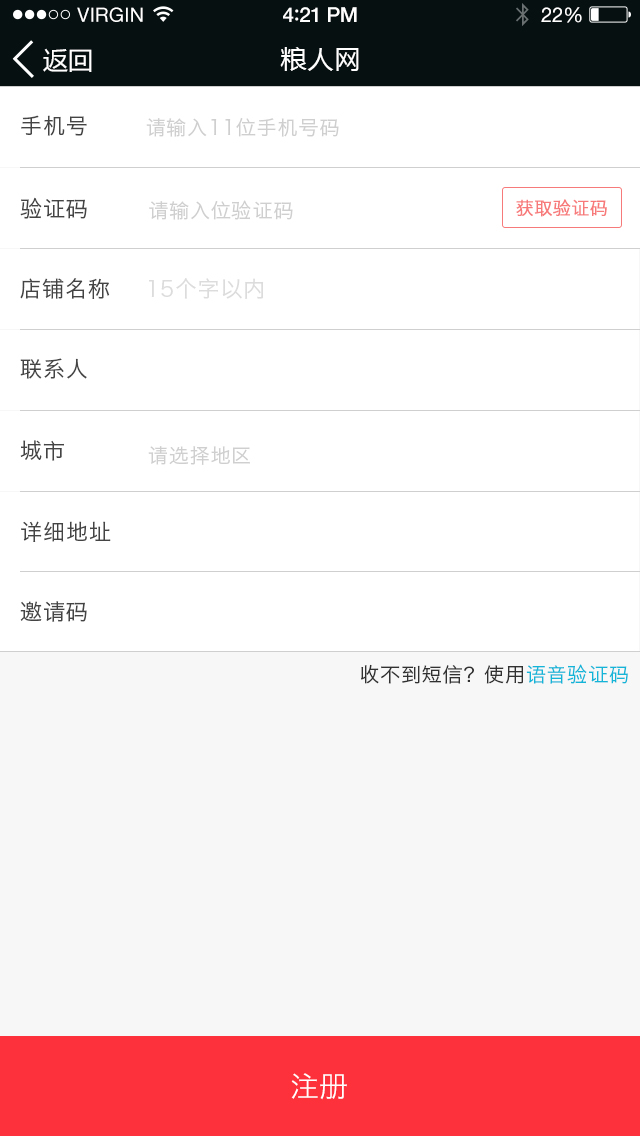 VIRGIN 4:21 PM 22%
返回 粮人网
手机号 请输入11位手机号码
验证码 请输入位验证码 获取验证码
店铺名称 15个字以内
联系人
城市 请选择地区
详细地址
邀请码
收不到短信？使用语音验证码
注册